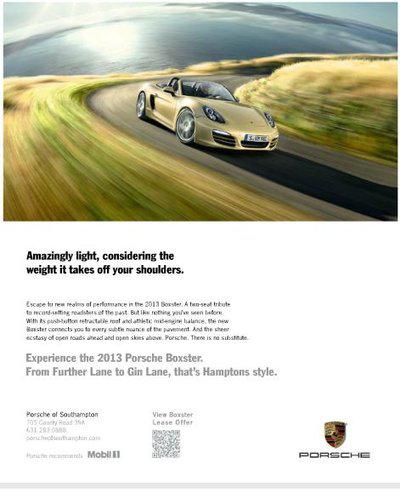 Amazingly light, considering the
weight it takes off your shoulders.
Escape to new realms of performance in the 2013 Boxster. A two-seat tribute
to record-setting roadsters of the past. But like nothing you've seen before.
With its push-button retractable roof and athletic mid-engine balance, the new
Boxster connects you to every subtle nuance of the pavement. And the sheer
ecstasy of open roads ahead and open skies above. Porsche. There is no substitute.
Experience the 2013 Porsche Boxster.
From Further Lane to Gin Lane, that's Hamptons style.
Porsche of Southampton
705 County Road 39A
631.283.0888
porscheofsouthampton.com
Porsche recommends Mobil 1
View Boxster
Lease Offer
PORSCHE